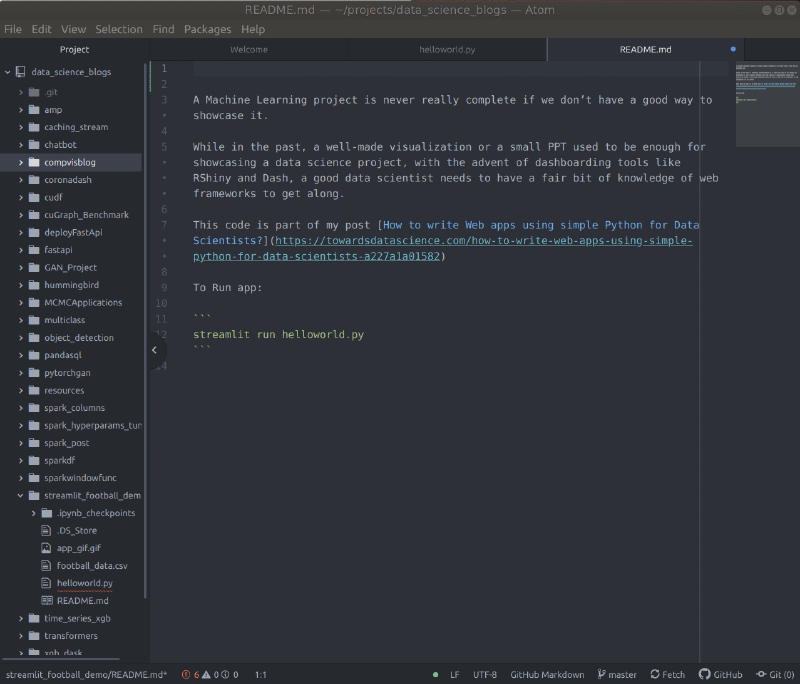 README.md — ~/projects/data_science_blogs — Atom
File Edit View Selection Find Packages Help
Project
Welcome
helloworld.py
README.md
data_science_blogs
.git
amp
caching_stream
chatbot
compvisblog
coronadash
cudf
cuGraph_Benchmark
deployFastApi
fastapi
GAN_Project
hummingbird
MCMCApplications
multiclass
object_detection
pandasql
pytorchgan
resources
spark_columns
spark_hyperparams_tun
spark_post
sparkdf
sparkwindowfunc
streamlit_football_dem
.ipynb_checkpoints
.DS_Store
app_gif.gif
football_data.csv
helloworld.py
README.md
time_series_xgb
transformers
xgb_dask
1
2
3 A Machine Learning project is never really complete if we don’t have a good way to
showcase it.
4
5 While in the past, a well-made visualization or a small PPT used to be enough for
showcasing a data science project, with the advent of dashboarding tools like
RShiny and Dash, a good data scientist needs to have a fair bit of knowledge of web
frameworks to get along.
6
7 This code is part of my post [How to write Web apps using simple Python for Data
Scientists?](https://towardsdatascience.com/how-to-write-web-apps-using-simple-
python-for-data-scientists-a227a1a01582)
8
9 To Run app:
10
11 ```
12 streamlit run helloworld.py
```
14
streamlit_football_demo/README.md* 6 0 0 1:1 LF UTF-8 GitHub Markdown master Fetch GitHub Git (0)